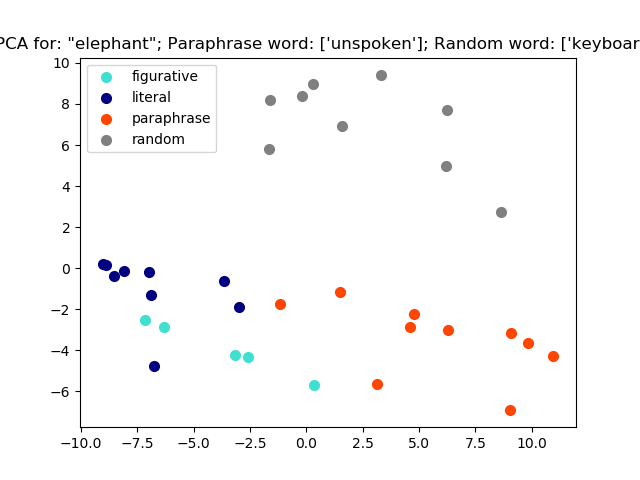 PCA for: "elephant"; Paraphrase word: ['unspoken']; Random word: ['keyboar
figurative
literal
paraphrase
random
10
8
6
4
2
0
−2
−4
−6
−10.0 −7.5 −5.0 −2.5 0.0 2.5 5.0 7.5 10.0